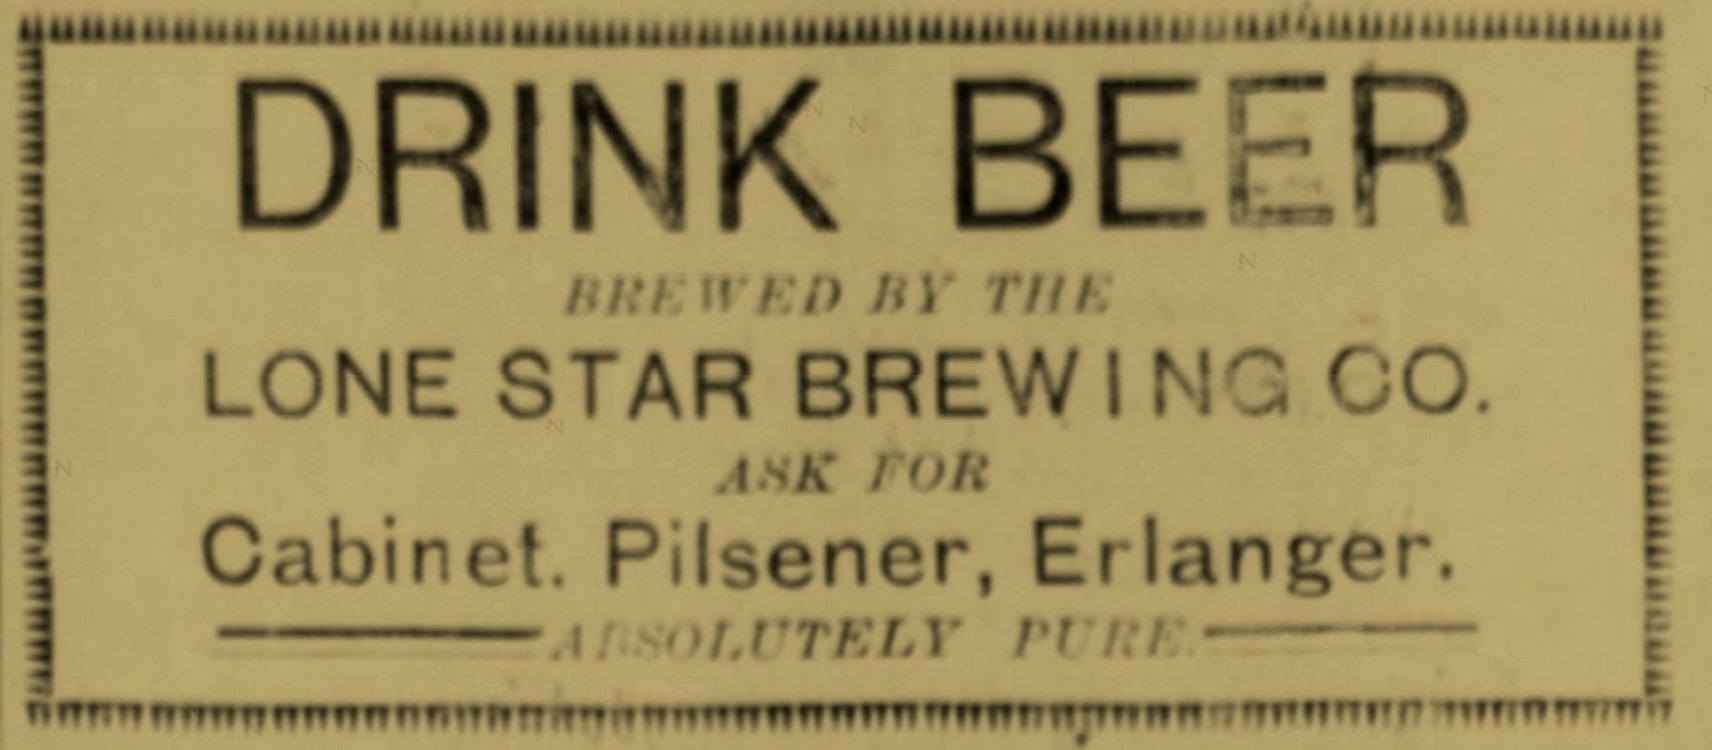 DRINK BEER
BREWED BY THE
LONE STAR BREWING CO.
ASK FOR
Cabinet. Pilsener, Erlanger.
ABSOLUTELY PURE.